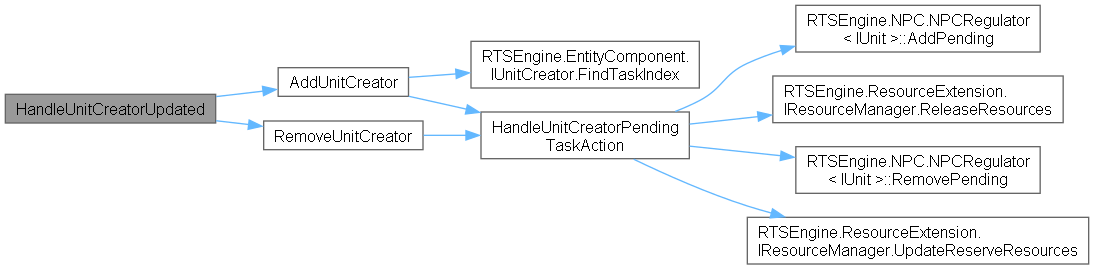 HandleUnitCreatorUpdated
AddUnitCreator
RemoveUnitCreator
RTSEngine.EntityComponent.
IUnitCreator.FindTaskIndex
HandleUnitCreatorPending
TaskAction
RTSEngine.NPC.NPCRegulator
< IUnit >::AddPending
RTSEngine.ResourceExtension.
IResourceManager.ReleaseResources
RTSEngine.NPC.NPCRegulator
< IUnit >::RemovePending
RTSEngine.ResourceExtension.
IResourceManager.UpdateReserveResources